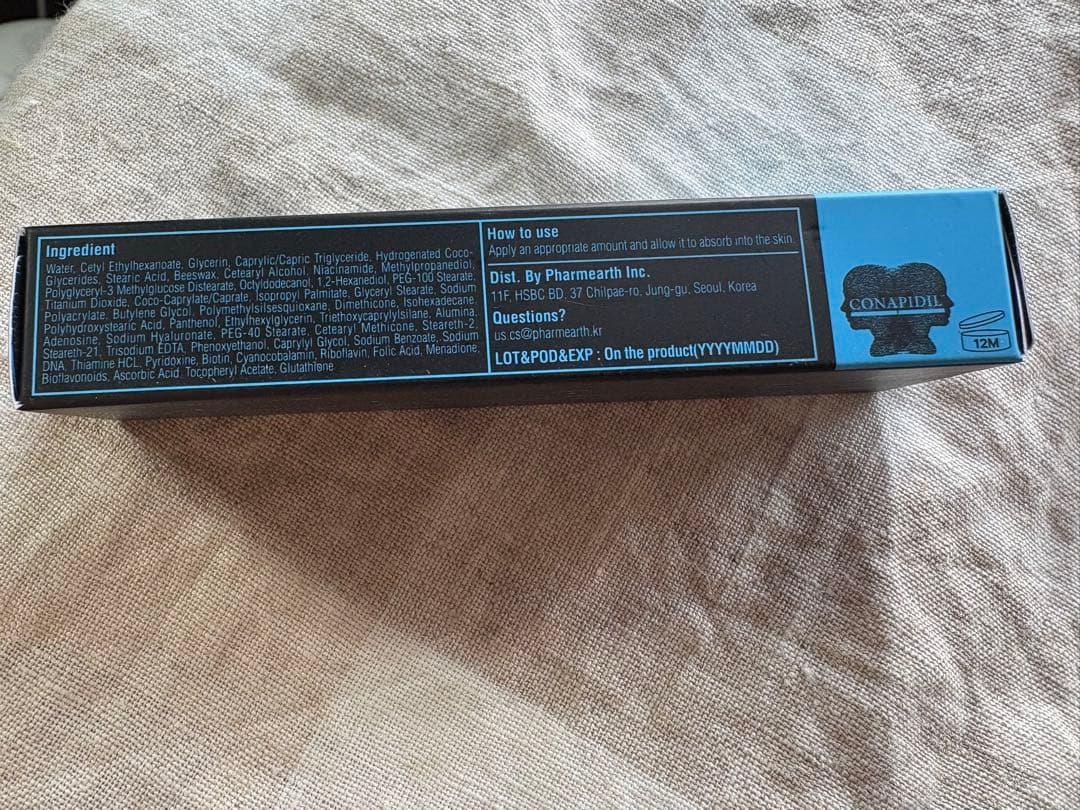 Ingredient
Water, Cetyl Ethylhexanoate, Glycerin, Caprylic/Capric Triglyceride, Hydrogenated Coco-
Glycerides, Stearic Acid, Beeswax, Cetearyl Alcohol, Niacinamide, Methylpropanediol,
Polyglyceryl-3 Methylglucose Distearate, Octyldodecanol, 1,2-Hexanediol, PEG-100 Stearate,
Titanium Dioxide, Coco-Caprylate/Caprate, Isopropyl Palmitate, Glyceryl Stearate, Sodium
Polyacrylate, Butylene Glycol, Polymethylsilsesquioxane, Dimethicone, Isohexadecane,
Polyhydroxystearic Acid, Panthenol, Ethylhexylglycerin, Triethoxycaprylylsilane, Alumina,
Adenosine, Sodium Hyaluronate, PEG-40 Stearate, Cetearyl Methicone, Steareth-2,
Steareth-21, Trisodium EDTA, Phenoxyethanol, Caprylyl Glycol, Sodium Benzoate, Sodium
DNA, Thiamine HCL, Pyridoxine, Biotin, Cyanocobalamin, Riboflavin, Folic Acid, Menadione,
Bioflavonoids, Ascorbic Acid, Tocopheryl Acetate, Glutathione
How to use
Apply an appropriate amount and allow it to absorb into the skin.
Dist. By Pharmearth Inc.
11F, HSBC BD, 37 Chilpae-ro, Jung-gu, Seoul, Korea
Questions?
us.cs@pharmearth.kr
LOT&POD&EXP : On the product(YYYYMMDD)
CONAPIDIL
12M